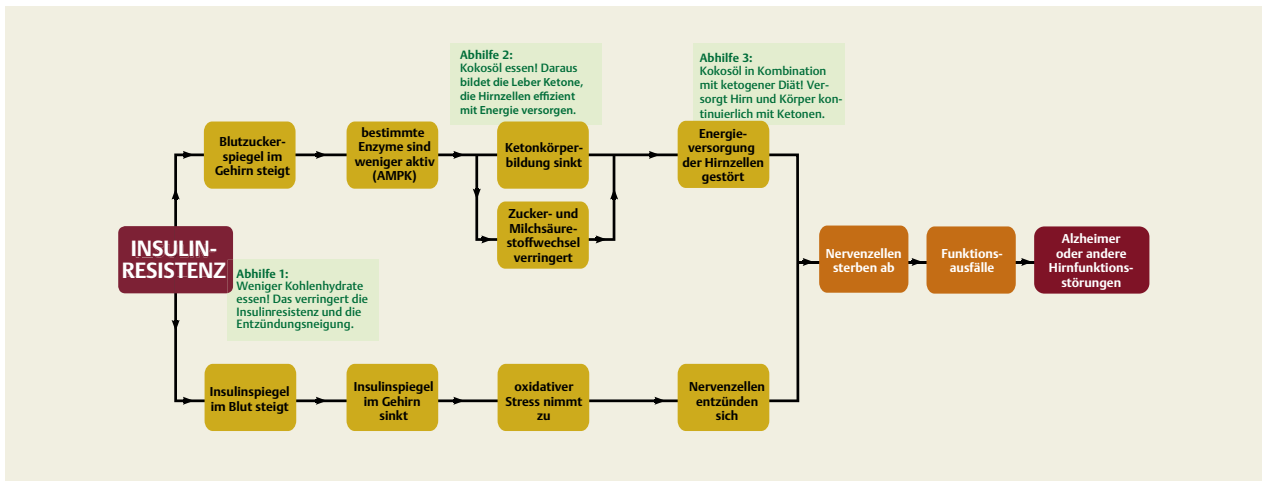 Abhilfe 2:
Kokosöl essen! Daraus
bildet die Leber Ketone,
die Hirnzellen effizient
mit Energie versorgen.
Abhilfe 3:
Kokosöl in Kombination
mit ketogener Diät! Ver-
sorgt Hirn und Körper kon-
tinuierlich mit Ketonen.
Blutzucker-
spiegel im
Gehirn steigt
bestimmte
Enzyme sind
weniger aktiv
(AMPK)
Ketonkörper-
bildung sinkt
Energie-
versorgung
der Hirnzellen
gestört
Zucker- und
Milchsäure-
stoffwechsel
verringert
INSULIN-
RESISTENZ
Abhilfe 1:
Weniger Kohlenhydrate
essen! Das verringert die
Insulinresistenz und die
Entzündungsneigung.
Nervenzellen
sterben ab
Funktions-
ausfälle
Alzheimer
oder andere
Hirnfunktions-
störungen
Insulinspiegel
im Blut steigt
Insulinspiegel
im Gehirn
sinkt
oxidativer
Stress nimmt
zu
Nervenzellen
entzünden
sich